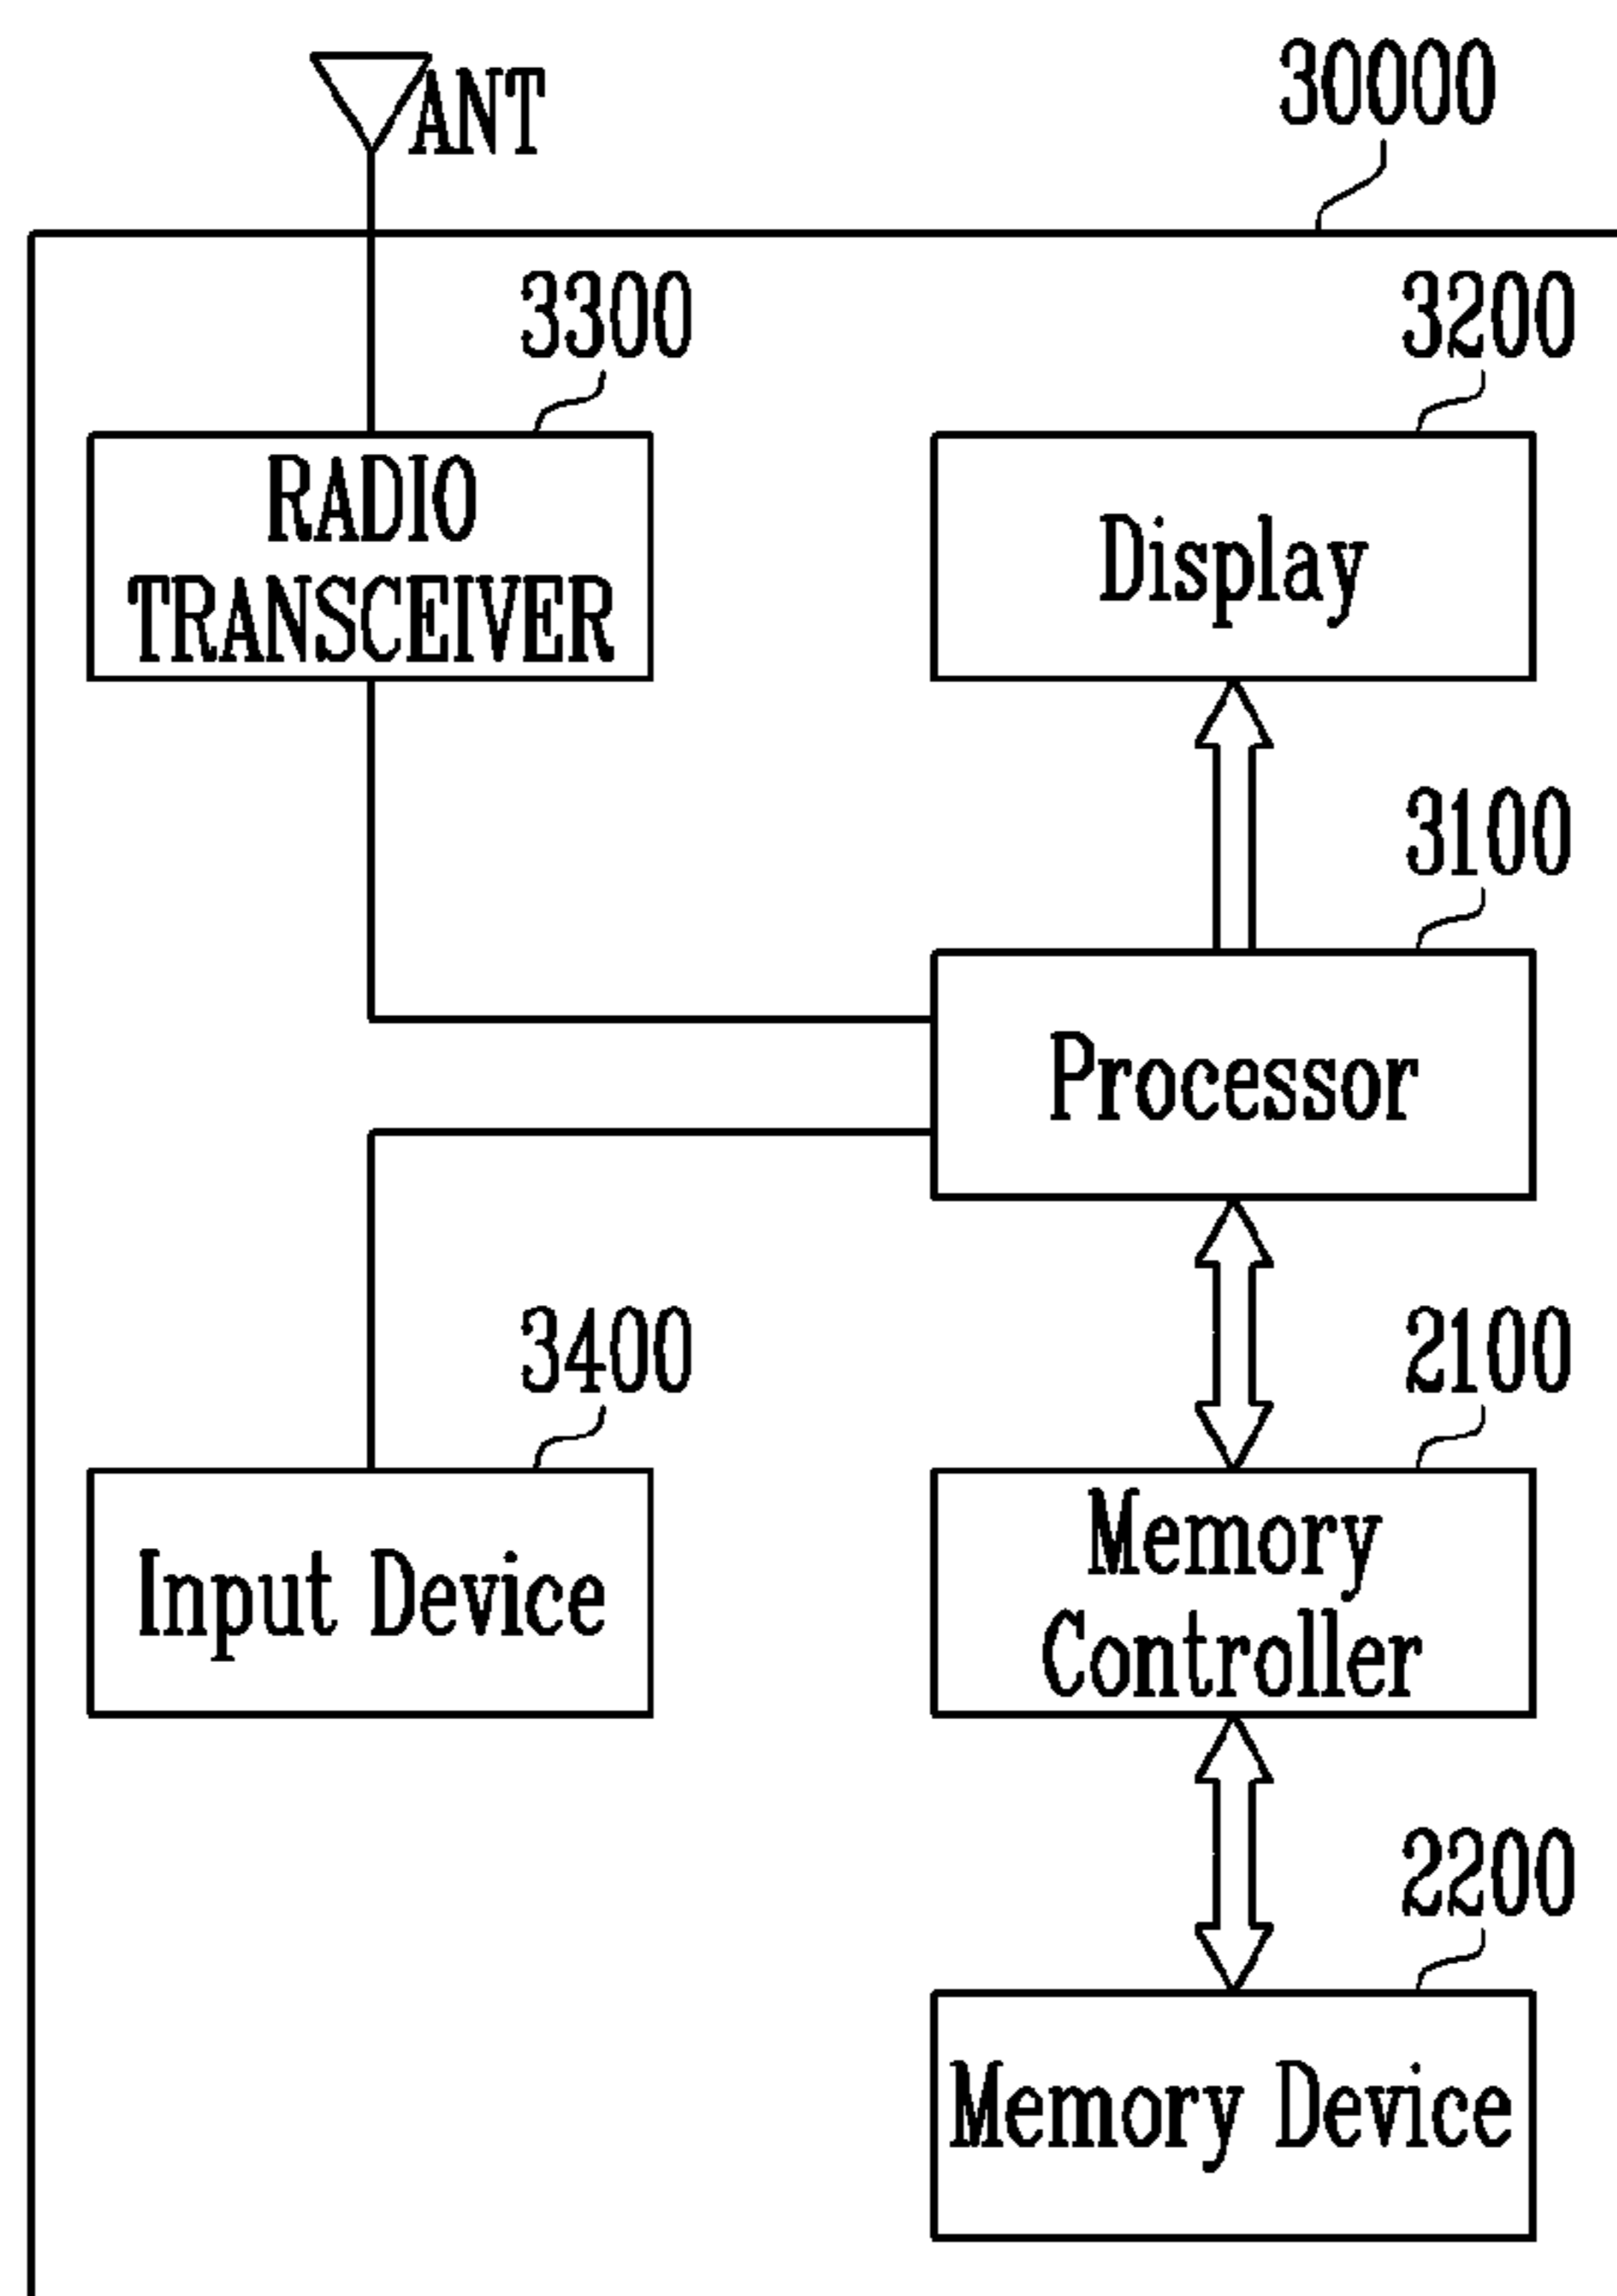 ANT
30000
3300
3200
RADIO
TRANSCEIVER
Display
3100
Processor
3400
2100
Input Device
Memory
Controller
2200
Memory Device